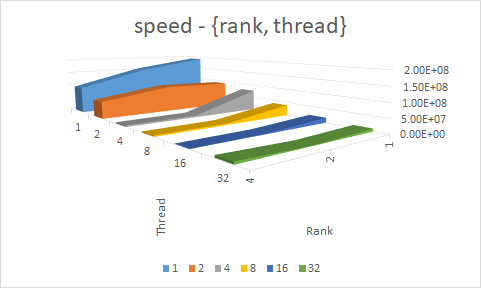 speed - {rank, thread}
2.00E+08
1.50E+08
1.00E+08
5.00E+07
0.00E+00
1
2
4
8
16
32
4
2
1
Thread
Rank
1 2 4 8 16 32